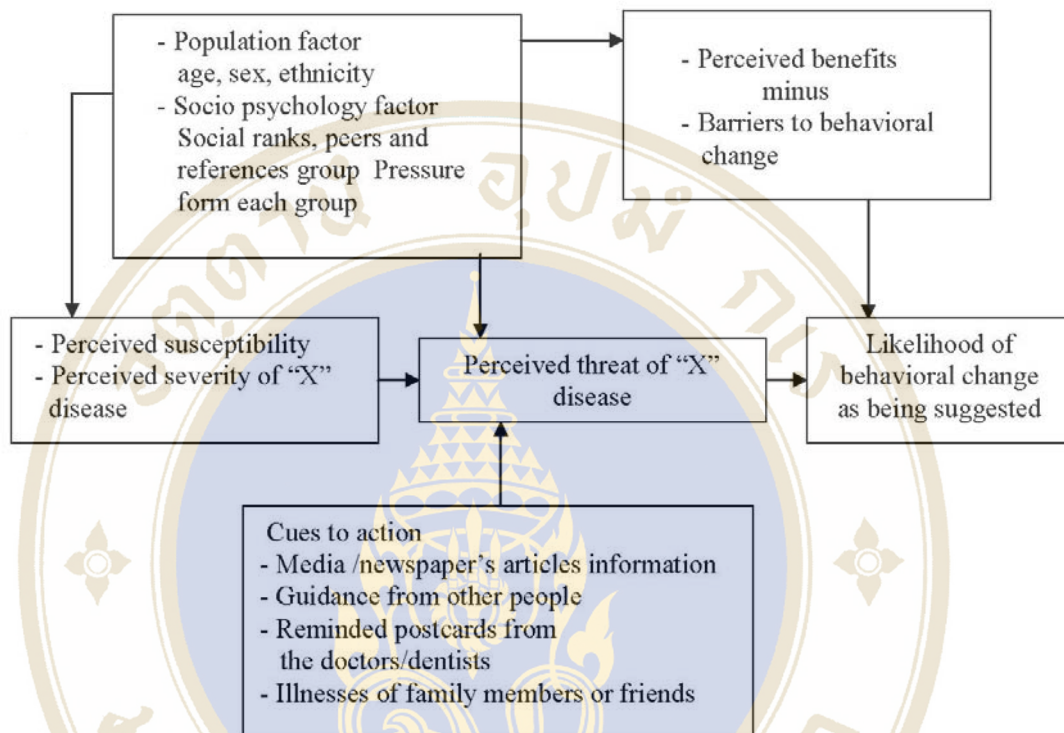 - Population factor
age, sex, ethnicity
- Socio psychology factor
Social ranks, peers and
references group Pressure
form each group
- Perceived benefits
minus
- Barriers to behavioral
change
- Perceived susceptibility
- Perceived severity of “X”
disease
Perceived threat of “X”
disease
Likelihood of
behavioral change
as being suggested
Cues to action
- Media /newspaper’s articles information
- Guidance from other people
- Reminded postcards from
the doctors/dentists
- Illnesses of family members or friends
อุปมํ